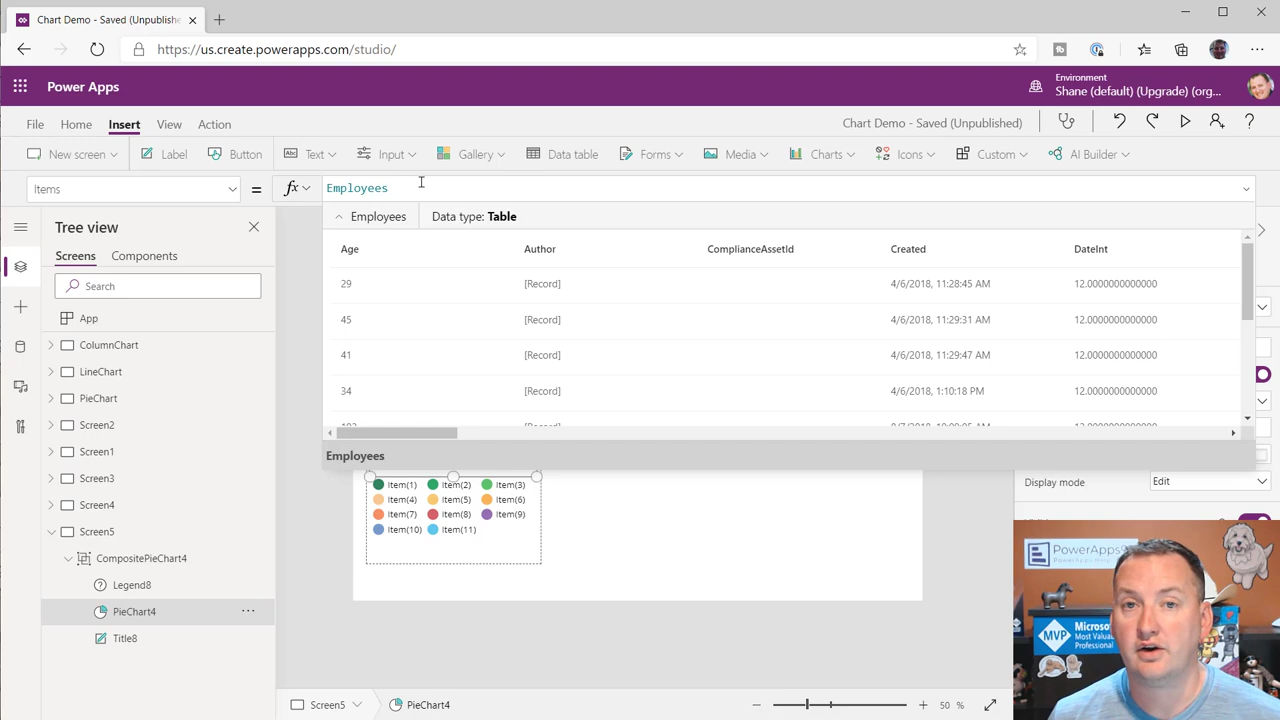 Chart Demo - Saved (Unpublishe
https://us.create.powerapps.com/studio/
Power Apps
Environment
Shane (default) (Upgrade) (org...
File Home Insert View Action
Chart Demo - Saved (Unpublished)
New screen Label Button Text Input Gallery Data table Forms Media Charts Icons Custom AI Builder
Items = fx Employees
Employees Data type: Table
Tree view
Screens Components
Search
App
ColumnChart
LineChart
PieChart
Screen2
Screen1
Screen3
Screen4
Screen5
CompositePieChart4
Legend8
PieChart4
Title8
Age Author ComplianceAssetId Created DateInt
29 [Record] 4/6/2018, 11:28:45 AM 12.0000000000000
45 [Record] 4/6/2018, 11:29:31 AM 12.0000000000000
41 [Record] 4/6/2018, 11:29:47 AM 12.0000000000000
34 [Record] 4/6/2018, 1:10:18 PM 12.0000000000000
Employees
Item(1) Item(2) Item(3)
Item(4) Item(5) Item(6)
Item(7) Item(8) Item(9)
Item(10) Item(11)
Display mode Edit
Microsof
MVP
Most Valuab
Professional
Screen5 PieChart4
50 %